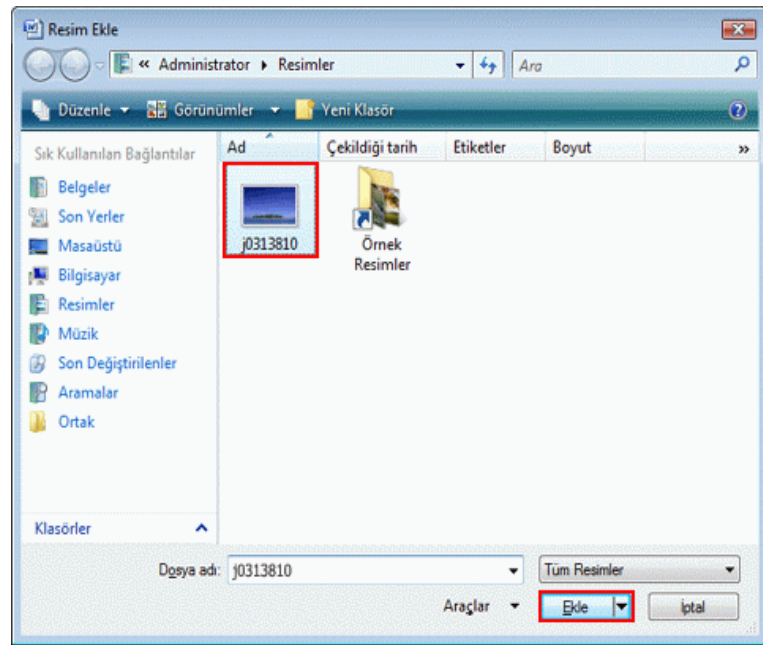 Resim Ekle
« Administrator ▸ Resimler
Ara
Düzenle Görünümler Yeni Klasör
Sık Kullanılan Bağlantılar
Belgeler
Son Yerler
Masaüstü
Bilgisayar
Resimler
Müzik
Son Değiştirilenler
Aramalar
Ortak
Klasörler
Ad Çekildiği tarih Etiketler Boyut »
j0313810
Örnek
Resimler
Dosya adı: j0313810 Tüm Resimler
Araçlar Ekle İptal